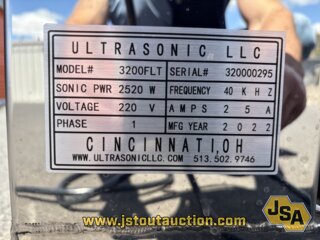 ULTRASONIC LLC
MODEL# 3200FLT SERIAL# 320000295
SONIC PWR 2520 W FREQUENCY 40 KHZ
VOLTAGE 220 V AMPS 25A
PHASE 1 MFG YEAR 2022
CINCINNATI,OH
WWW.ULTRASONICLLC.COM 513.502.9746
www.jstoutauction.com
JSA